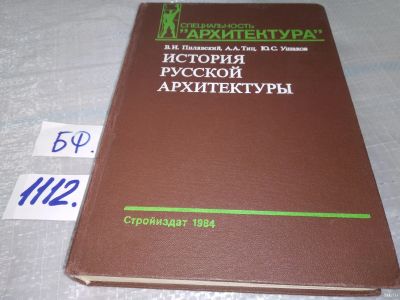 СПЕЦИАЛЬНОСТЬ
"АРХИТЕКТУРА"
В.И. Пилявский, А.А. Тиц, Ю.С. Ушаков
ИСТОРИЯ
РУССКОЙ
АРХИТЕКТУРЫ
БФ.
1112.
Стройиздат 1984